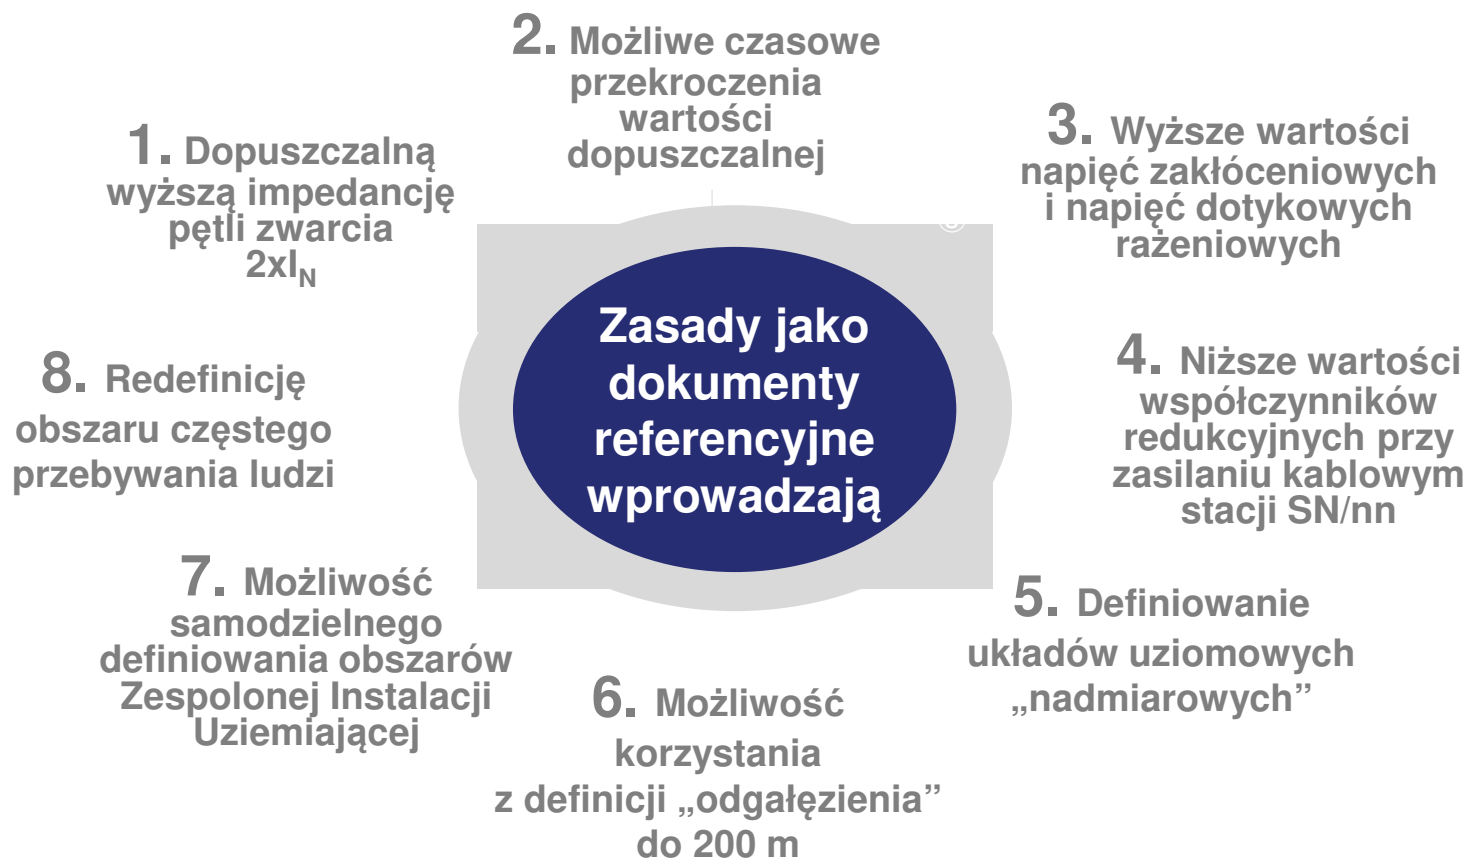 Zasady jako
dokumenty
referencyjne
wprowadzają
1. Dopuszczalną
wyższą impedancję
pętli zwarcia
2xI_N
2. Możliwe czasowe
przekroczenia
wartości
dopuszczalnej
3. Wyższe wartości
napięć zakłóceniowych
i napięć dotykowych
rażeniowych
4. Niższe wartości
współczynników
redukcyjnych przy
zasilaniu kablowym
stacji SN/nn
5. Definiowanie
układów uziomowych
„nadmiarowych”
6. Możliwość
korzystania
z definicji „odgałęzienia”
do 200 m
7. Możliwość
samodzielnego
definiowania obszarów
Zespolonej Instalacji
Uziemiającej
8. Redefinicję
obszaru częstego
przebywania ludzi